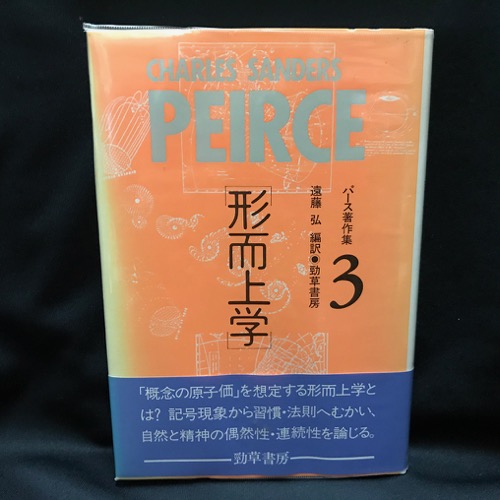 CHARLES SANDERS
PEIRCE
パース著作集
3
遠藤 弘 編訳●勁草書房
[形而上学]
「概念の原子価」を想定する形而上学と
は? 記号現象から習慣・法則へむかい、
自然と精神の偶然性・連続性を論じる。
勁草書房